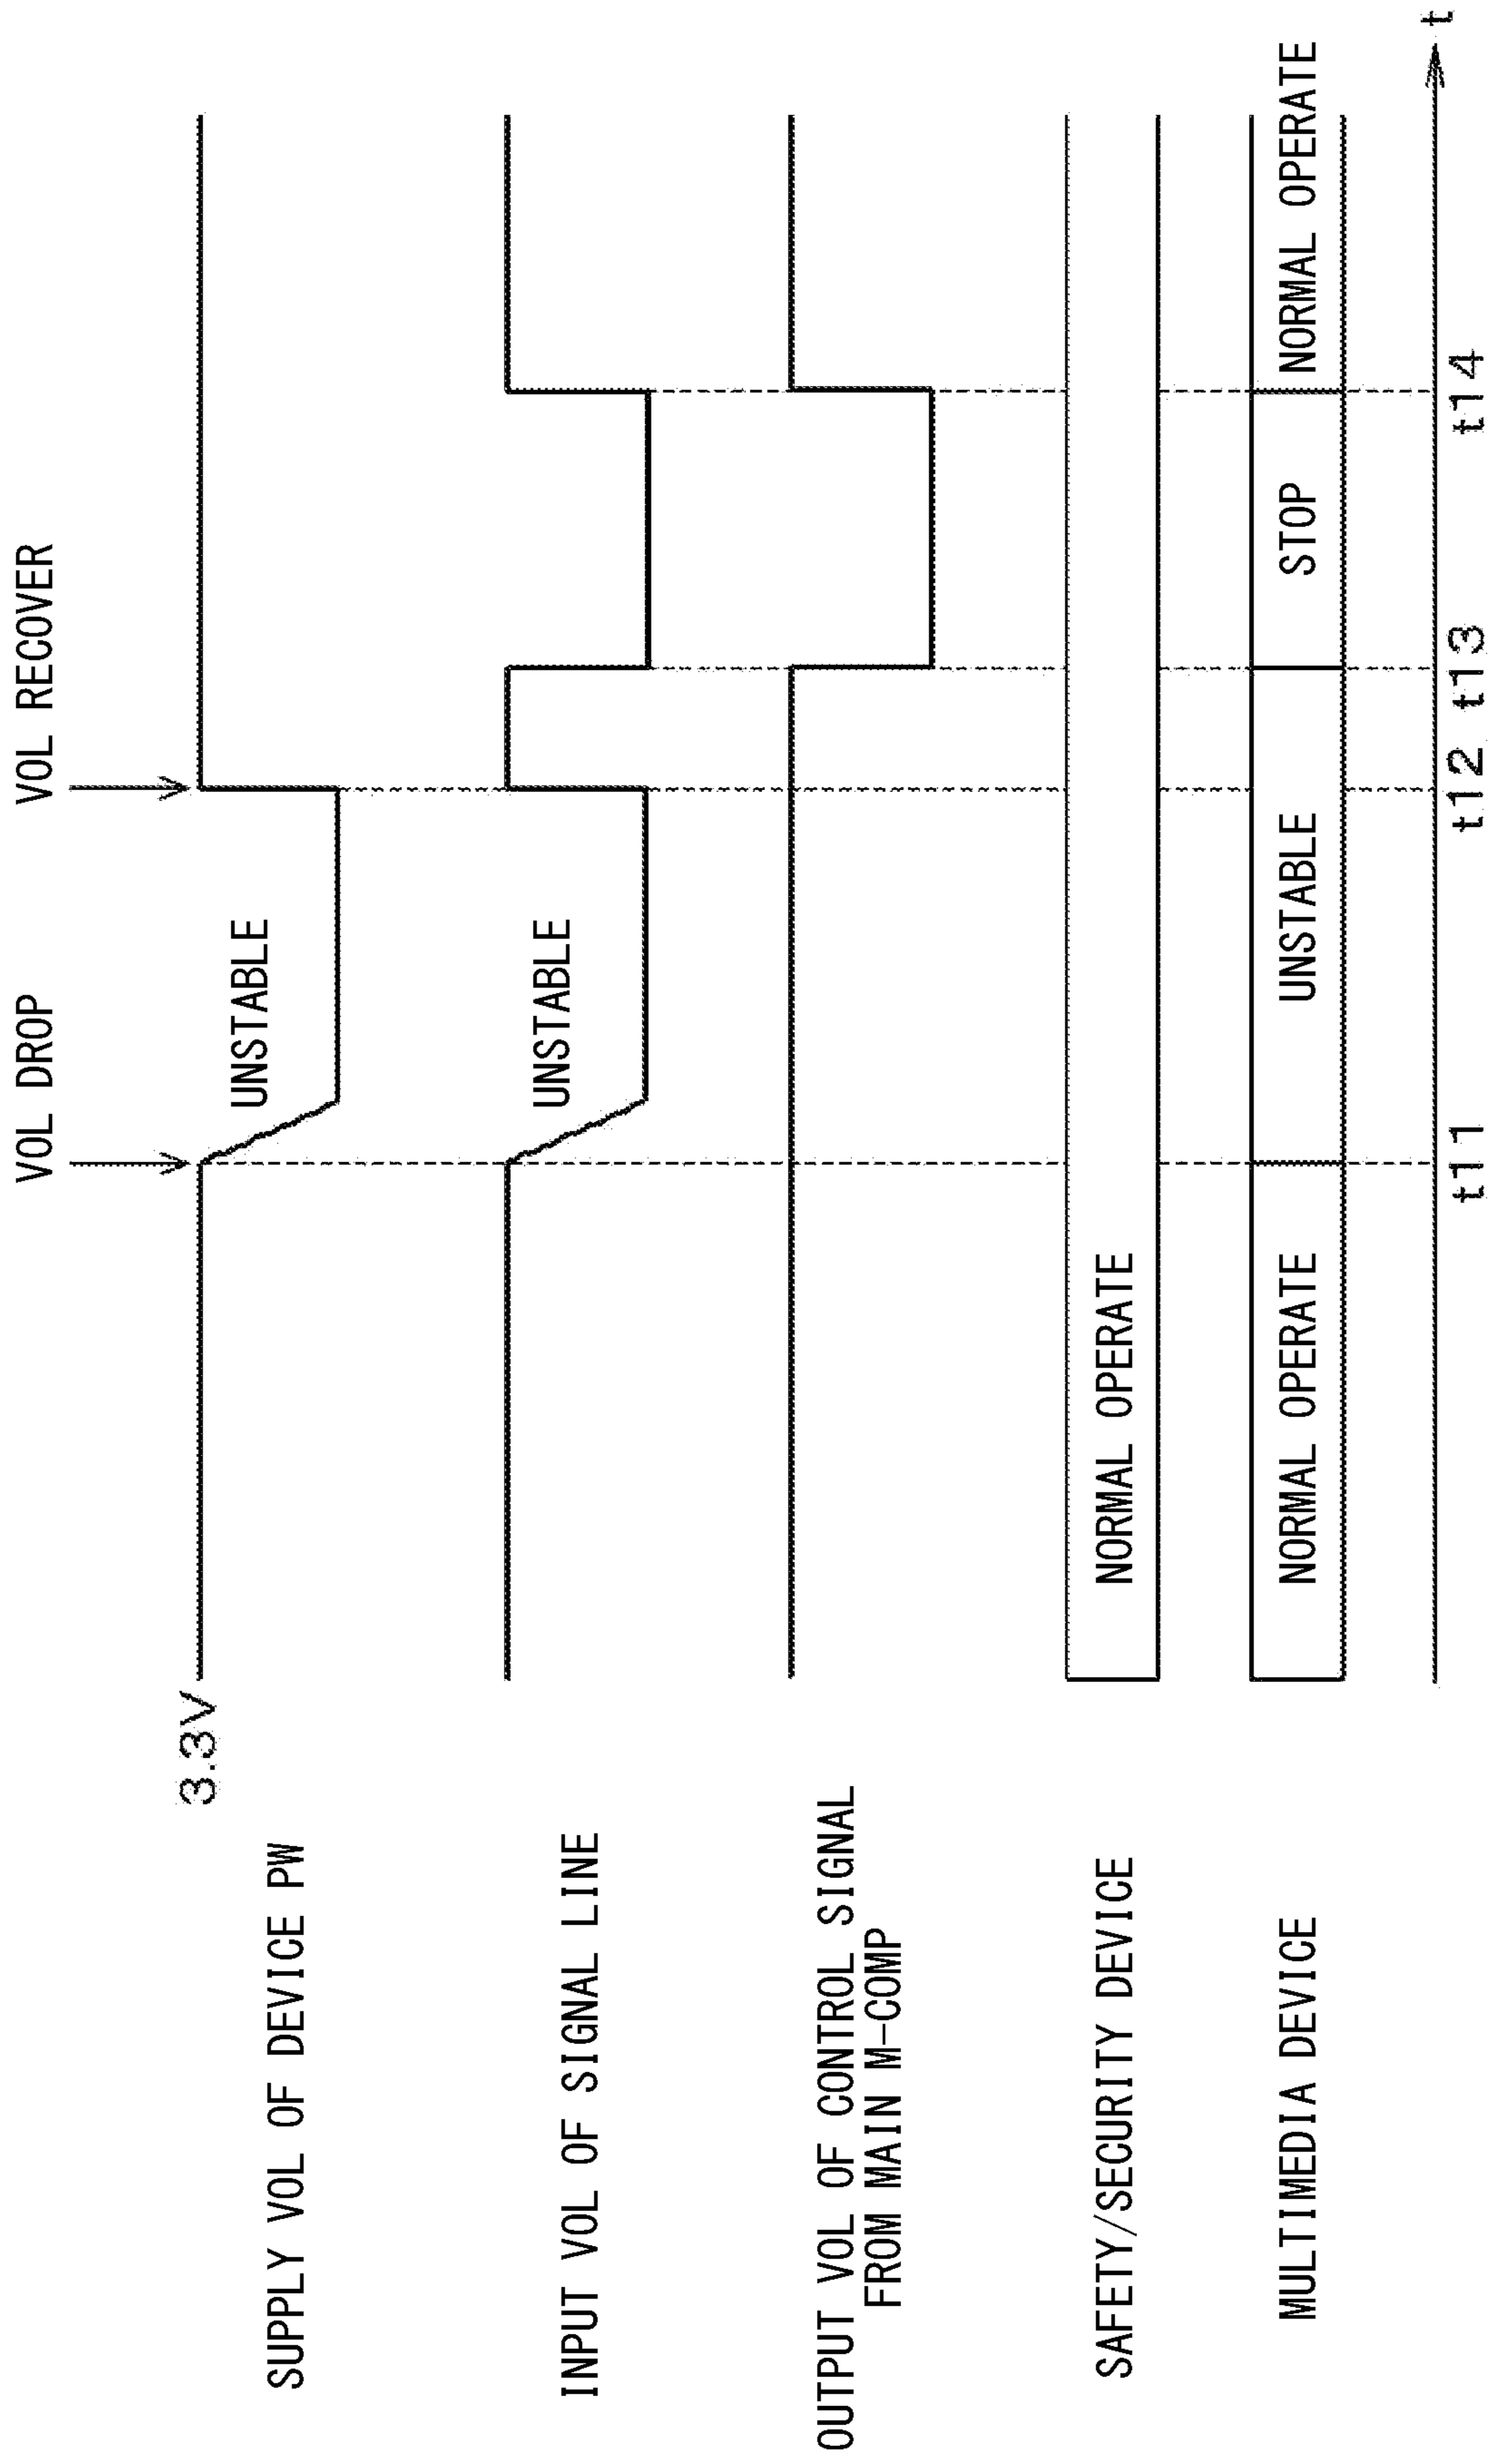 VOL DROP
VOL RECOVER
3.3V
SUPPLY VOL OF DEVICE PW
UNSTABLE
INPUT VOL OF SIGNAL LINE
UNSTABLE
OUTPUT VOL OF CONTROL SIGNAL
FROM MAIN M-COMP
SAFETY/SECURITY DEVICE
NORMAL OPERATE
MULTIMEDIA DEVICE
NORMAL OPERATE
UNSTABLE
STOP
NORMAL OPERATE
t11
t12
t13
t14
t